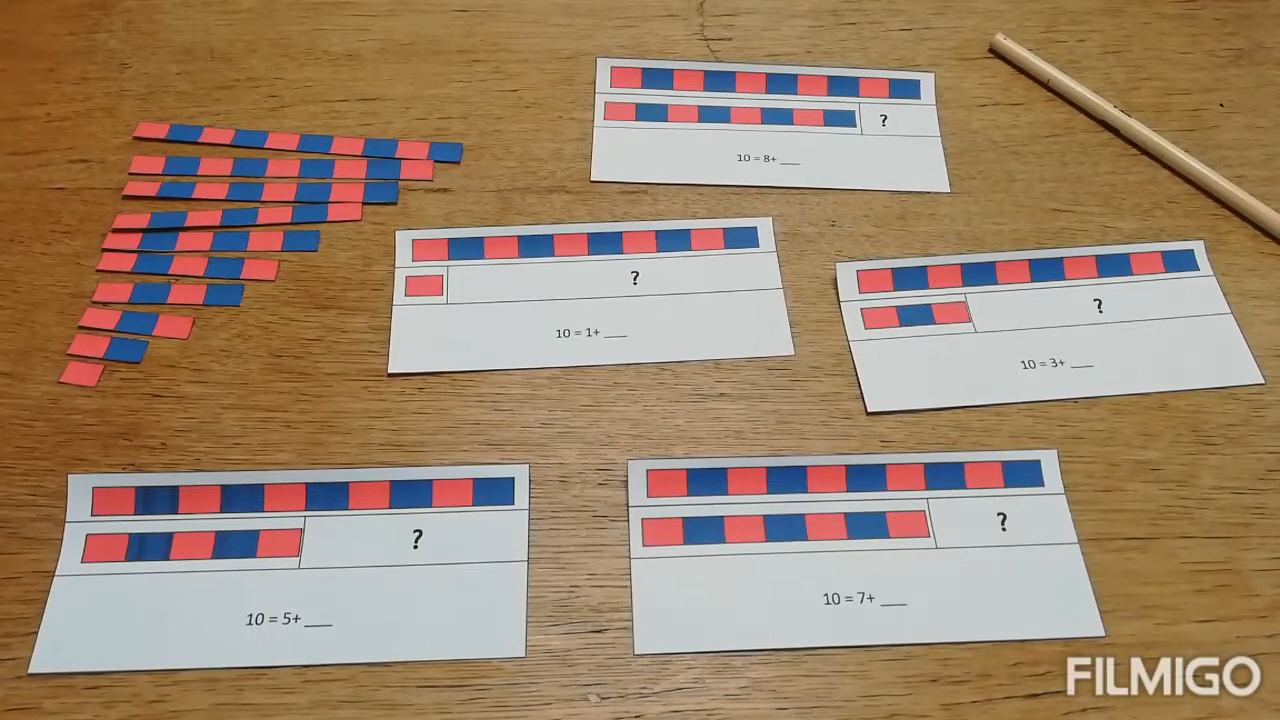 ?
10 = 8+ ___
?
10 = 1+ ___
?
10 = 3+ ___
?
10 = 5+ ___
?
10 = 7+ ___
FILMIGO